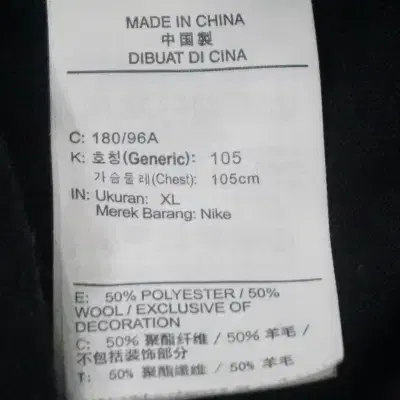 MADE IN CHINA
中国製
DIBUAT DI CINA
C: 180/96A
K: 호칭(Generic): 105
가슴둘레(Chest): 105cm
IN: Ukuran: XL
Merek Barang: Nike
E: 50% POLYESTER / 50%
WOOL / EXCLUSIVE OF
DECORATION
C: 50% 聚酯纤维 / 50% 羊毛 /
不包括装饰部分
T: 50% 聚酯纖維 / 50% 羊毛